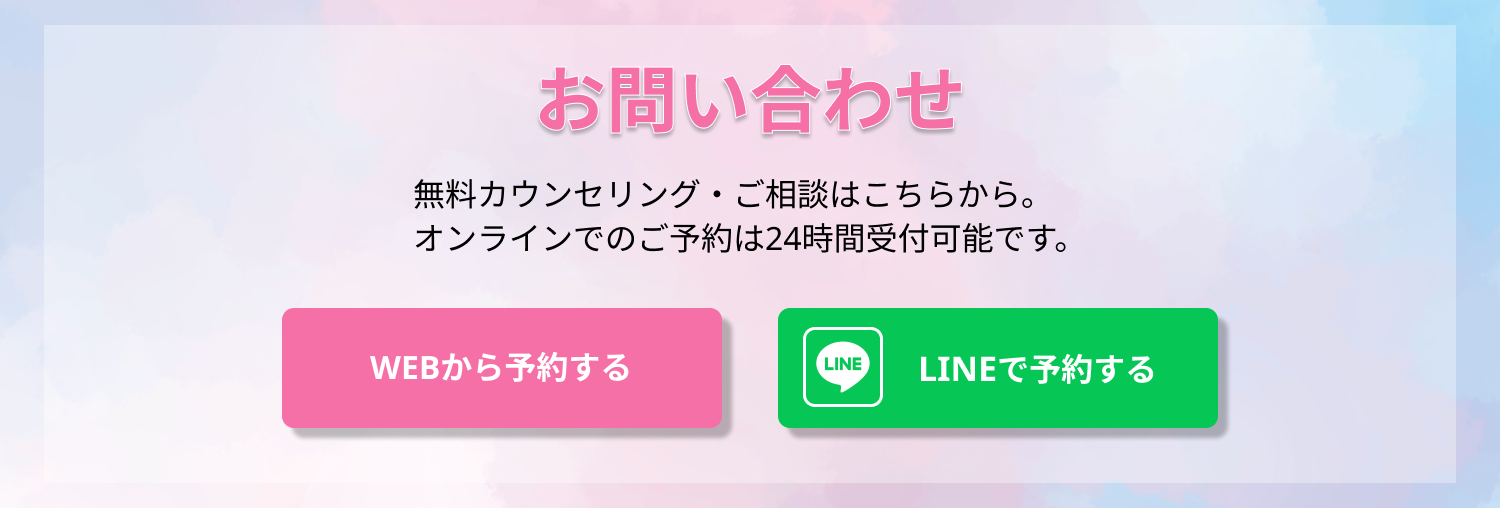 お問い合わせ
無料カウンセリング・ご相談はこちらから。
オンラインでのご予約は24時間受付可能です。
WEBから予約する
LINE
LINEで予約する